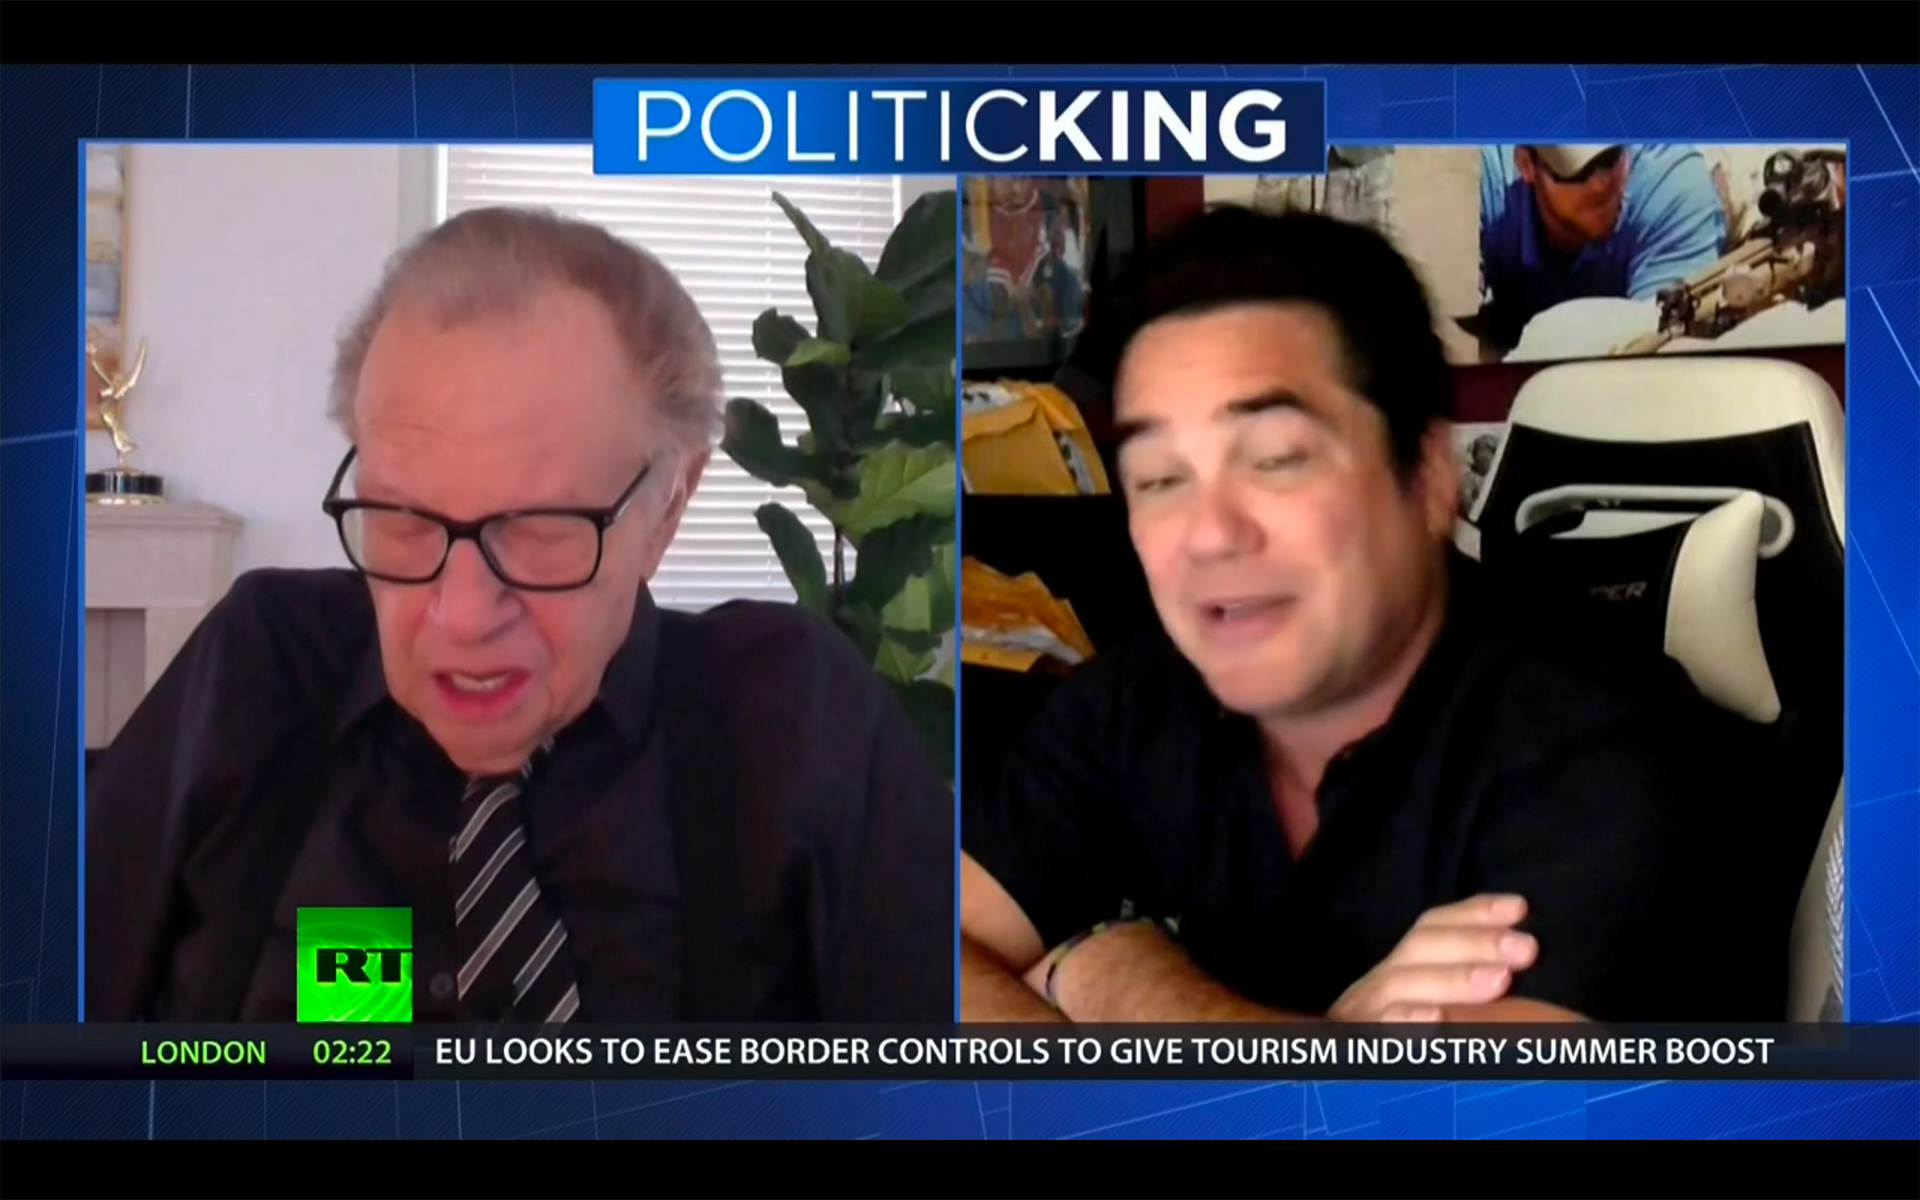 POLITICKING
RT
LONDON 02:22 EU LOOKS TO EASE BORDER CONTROLS TO GIVE TOURISM INDUSTRY SUMMER BOOST